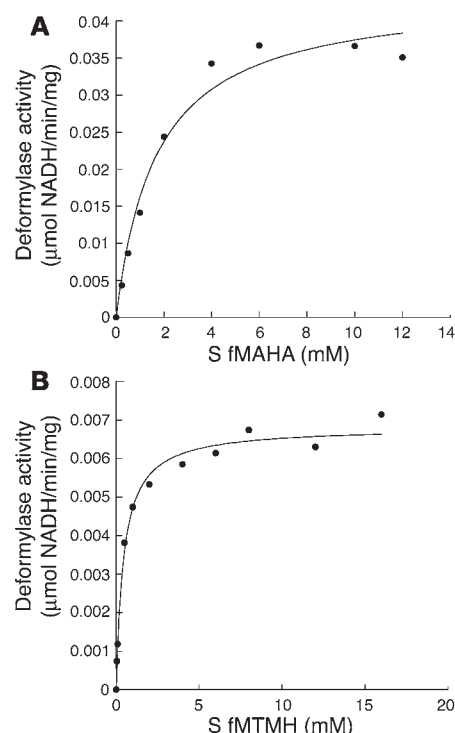 A
Deformylase activity
(µmol NADH/min/mg)
0.04
0.035
0.03
0.025
0.02
0.015
0.01
0.005
0
0 2 4 6 8 10 12 14
S fMAHA (mM)
B
Deformylase activity
(µmol NADH/min/mg)
0.008
0.007
0.006
0.005
0.004
0.003
0.002
0.001
0
0 5 10 15 20
S fMTMH (mM)